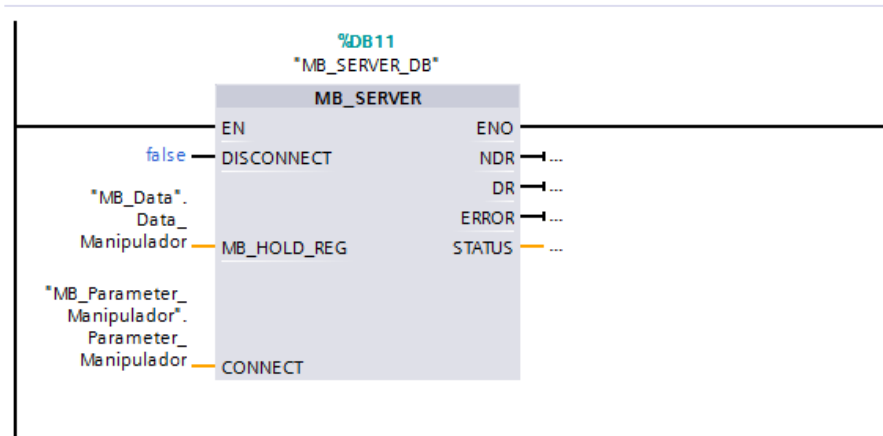 %DB11
"MB_SERVER_DB"
MB_SERVER
EN
ENO
false
DISCONNECT
NDR
...
DR
...
"MB_Data".
Data_
Manipulador
MB_HOLD_REG
ERROR
...
STATUS
...
"MB_Parameter_
Manipulador".
Parameter_
Manipulador
CONNECT